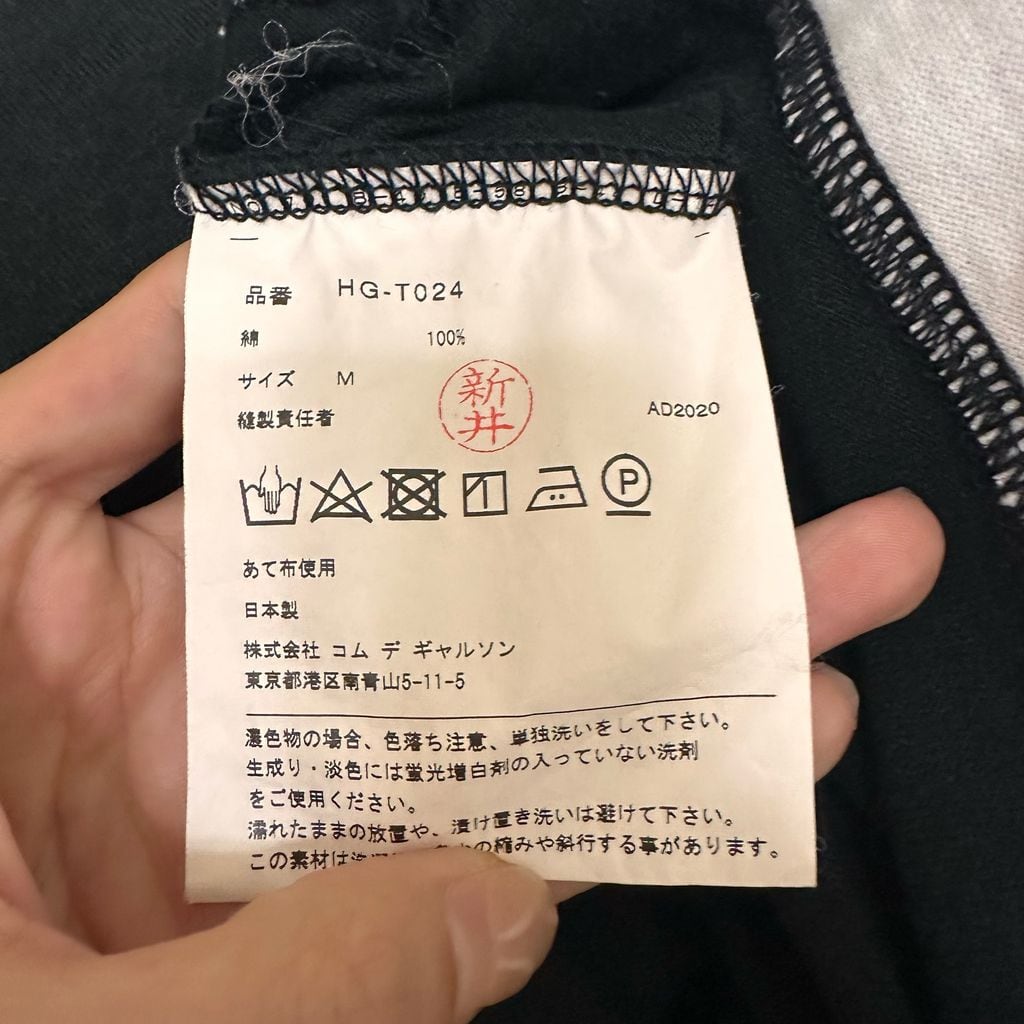 品番 HG-T024
綿 100%
サイズ M
縫製責任者 新井 AD2020
P
あて布使用
日本製
株式会社 コム デ ギャルソン
東京都港区南青山5-11-5
濃色物の場合、色落ち注意、単独洗いをして下さい。
生成り・淡色には蛍光増白剤の入っていない洗剤
をご使用ください。
濡れたままの放置や、漬け置き洗いは避けて下さい。
この素材は の縮みや斜行する事があります。